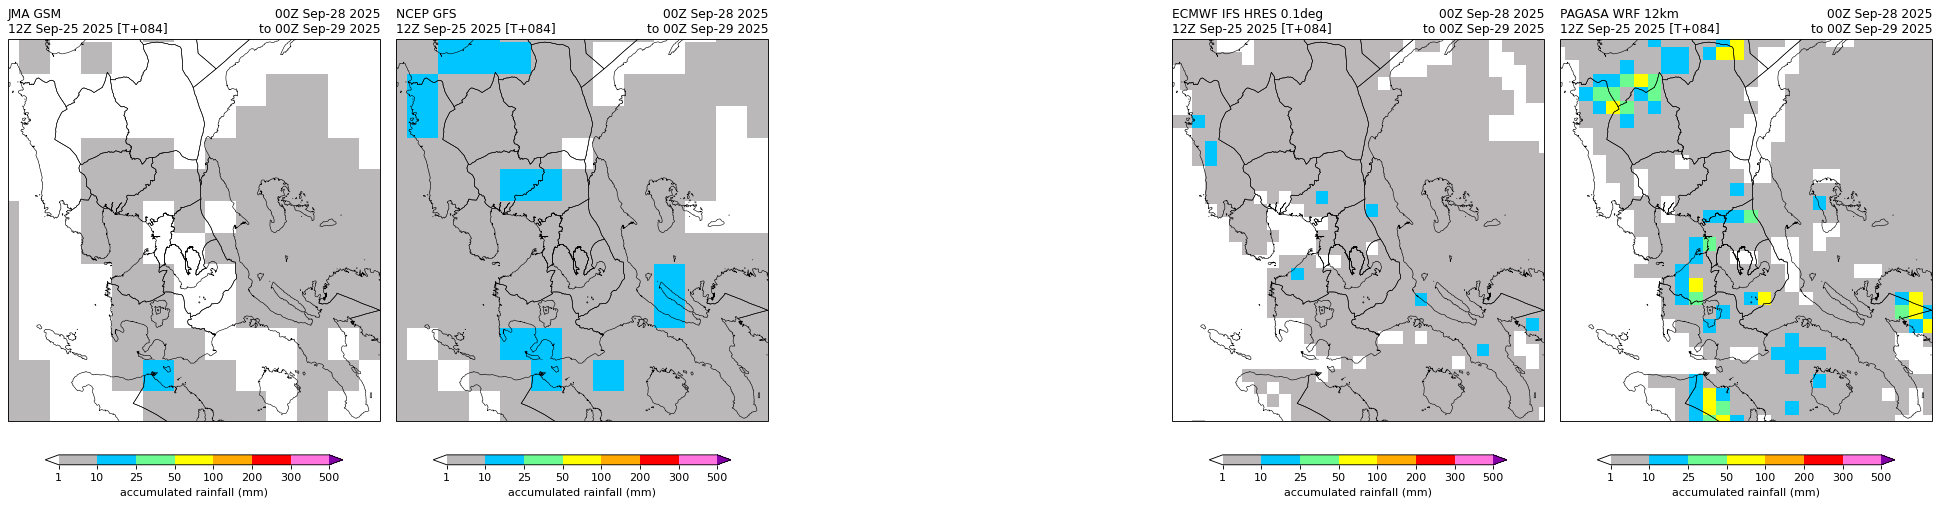 JMA GSM 00Z Sep-28 2025
12Z Sep-25 2025 [T+084] to 00Z Sep-29 2025
1 10 25 50 100 200 300 500
accumulated rainfall (mm)
NCEP GFS 00Z Sep-28 2025
12Z Sep-25 2025 [T+084] to 00Z Sep-29 2025
1 10 25 50 100 200 300 500
accumulated rainfall (mm)
ECMWF IFS HRES 0.1deg 00Z Sep-28 2025
12Z Sep-25 2025 [T+084] to 00Z Sep-29 2025
1 10 25 50 100 200 300 500
accumulated rainfall (mm)
PAGASA WRF 12km 00Z Sep-28 2025
12Z Sep-25 2025 [T+084] to 00Z Sep-29 2025
1 10 25 50 100 200 300 500
accumulated rainfall (mm)